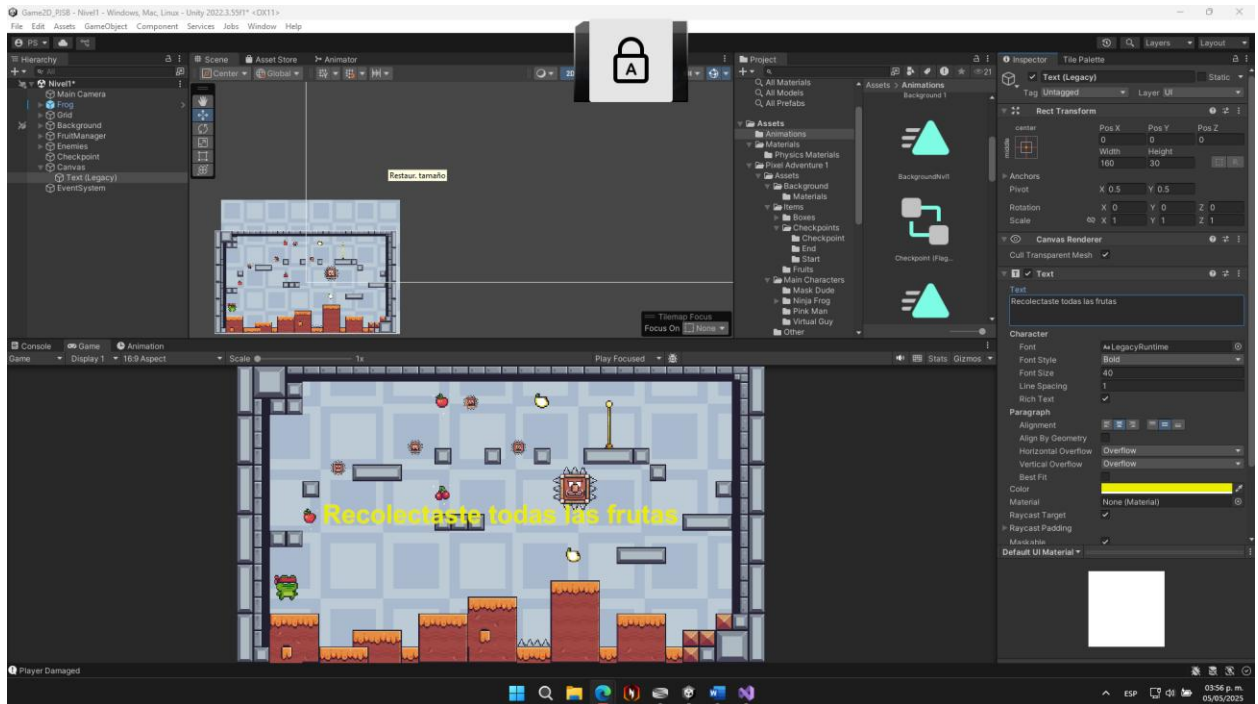 Game2D_PJSB - Nivel1 - Windows, Mac, Linux - Unity 2022.3.55f1* <DX11>
File Edit Assets GameObject Component Services Jobs Window Help
PS
Layers
Layout
A
Hierarchy
All
Nivel1*
Main Camera
Frog
Grid
Background
FruitManager
Enemies
Checkpoint
Canvas
Text (Legacy)
EventSystem
Scene
Asset Store
Animator
Center
Global
2D
Restaur. tamaño
Tilemap Focus
Focus On None
Project
21
All Materials
All Models
All Prefabs
Assets
Animations
Materials
Physics Materials
Pixel Adventure 1
Assets
Background
Materials
Items
Boxes
Checkpoints
Checkpoint
End
Start
Fruits
Main Characters
Mask Dude
Ninja Frog
Pink Man
Virtual Guy
Other
Assets > Animations
Background 1
BackgroundNvl1
Checkpoint (Flag...
Inspector
Tile Palette
Text (Legacy)
Static
Tag Untagged
Layer UI
Rect Transform
center
middle
Pos X Pos Y Pos Z
0 0 0
Width Height
160 30
R
Anchors
Pivot X 0.5 Y 0.5
Rotation X 0 Y 0 Z 0
Scale X 1 Y 1 Z 1
Canvas Renderer
Cull Transparent Mesh
Text
Text
Recolectaste todas las frutas
Character
Font LegacyRuntime
Font Style Bold
Font Size 40
Line Spacing 1
Rich Text
Paragraph
Alignment
Align By Geometry
Horizontal Overflow Overflow
Vertical Overflow Overflow
Best Fit
Color
Material None (Material)
Raycast Target
Raycast Padding
Maskable
Default UI Material
Console
Game
Animation
Game
Display 1
16:9 Aspect
Scale 1x
Play Focused
Stats
Gizmos
Recolectaste todas las frutas
Player Damaged
ESP
03:56 p. m.
05/05/2025